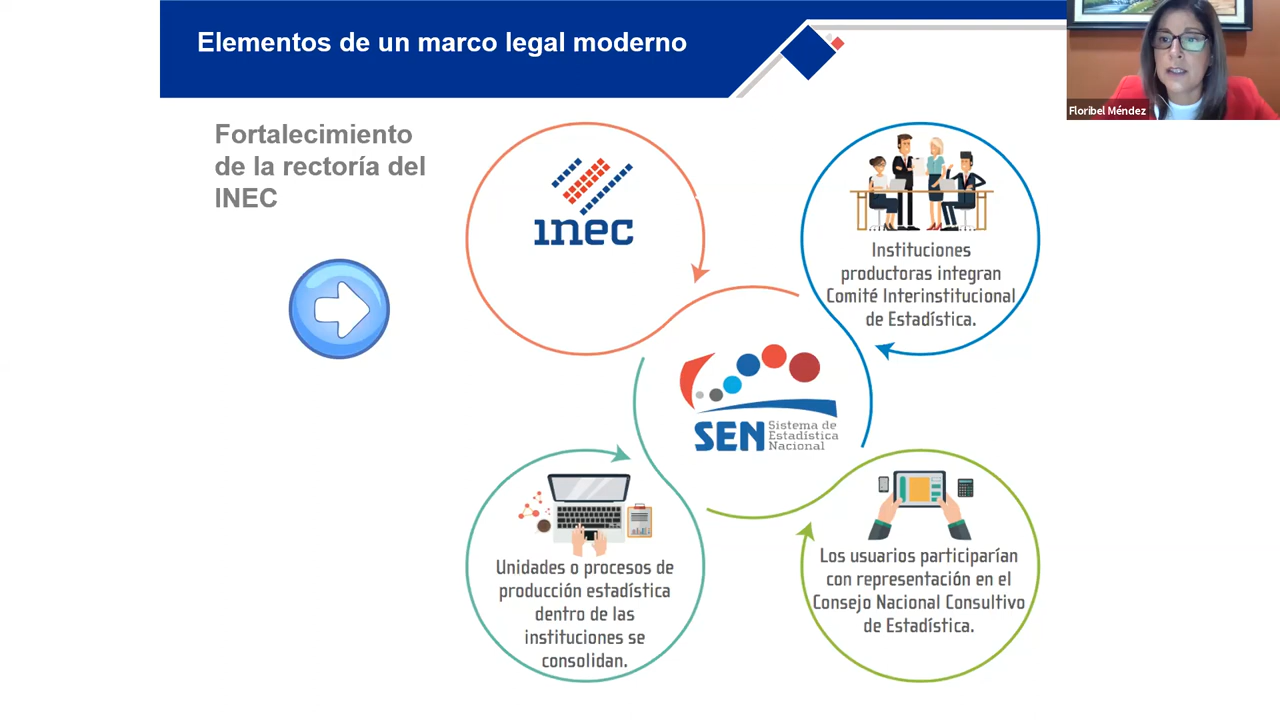 Elementos de un marco legal moderno
Floribel Méndez
Fortalecimiento
de la rectoría del
INEC
inec
Instituciones
productoras integran
Comité Interinstitucional
de Estadística.
SEN
Sistema de
Estadística
Nacional
Unidades o procesos de
producción estadística
dentro de las
instituciones se
consolidan.
Los usuarios participarían
con representación en el
Consejo Nacional Consultivo
de Estadística.